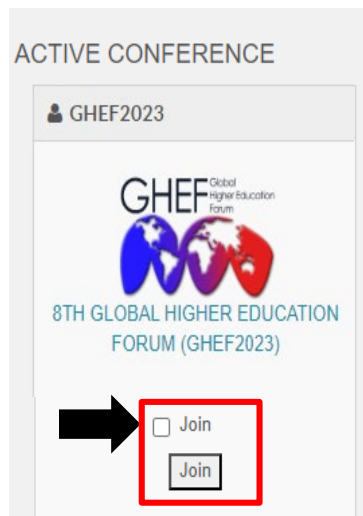 ACTIVE CONFERENCE
GHEF2023
GHEF Global
Higher Education
Forum
8TH GLOBAL HIGHER EDUCATION
FORUM (GHEF2023)
Join
Join